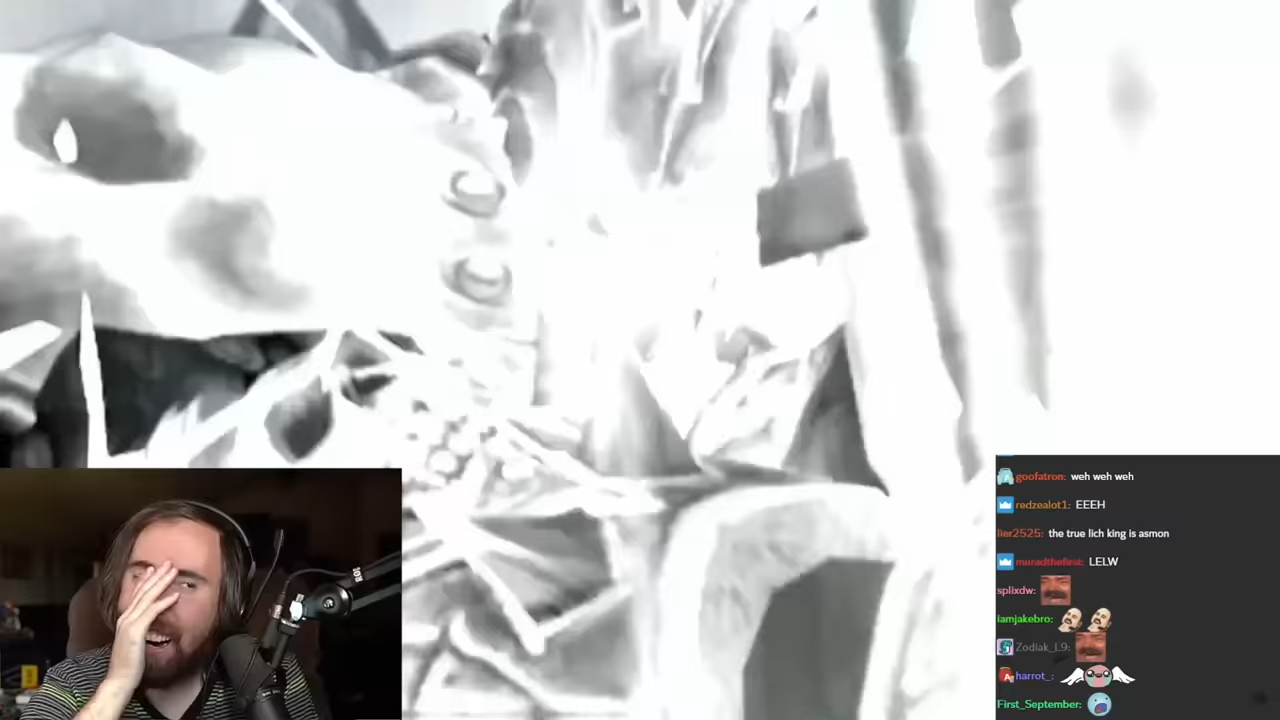 goofatron: weh weh weh
redzealot1: EEEH
lier2525: the true lich king is asmon
muradthefirst: LELW
splixdw:
iamjakebro:
Zodiak_L9:
harrot_:
First_September: